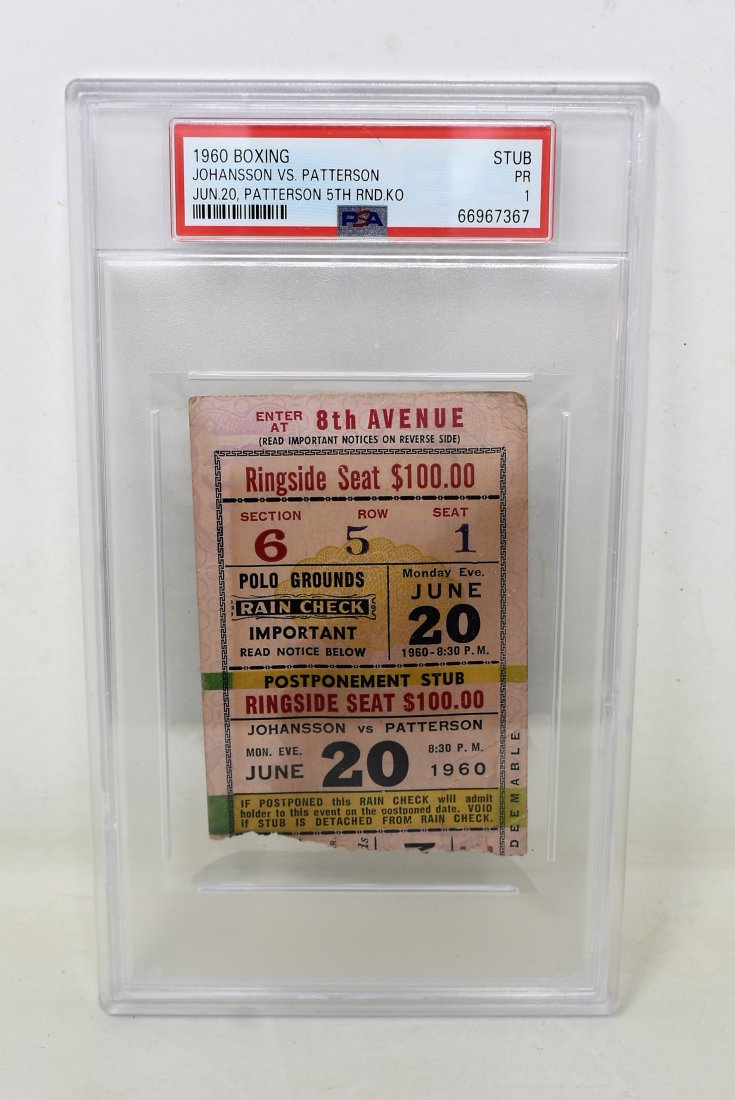 1960 BOXING STUB
JOHANSSON VS. PATTERSON PR
JUN.20, PATTERSON 5TH RND.KO 1
PSA 66967367
ENTER AT 8th AVENUE
(READ IMPORTANT NOTICES ON REVERSE SIDE)
Ringside Seat $100.00
SECTION ROW SEAT
6 5 1
POLO GROUNDS
RAIN CHECK
IMPORTANT
READ NOTICE BELOW
Monday Eve.
JUNE
20
1960-8:30 P.M.
POSTPONEMENT STUB
RINGSIDE SEAT $100.00
JOHANSSON vs PATTERSON
MON. EVE. 20 8:30 P.M.
JUNE 1960
IF POSTPONED this RAIN CHECK will admit
holder to this event on the postponed date. VOID
if STUB IS DETACHED FROM RAIN CHECK.
DEEMABLE